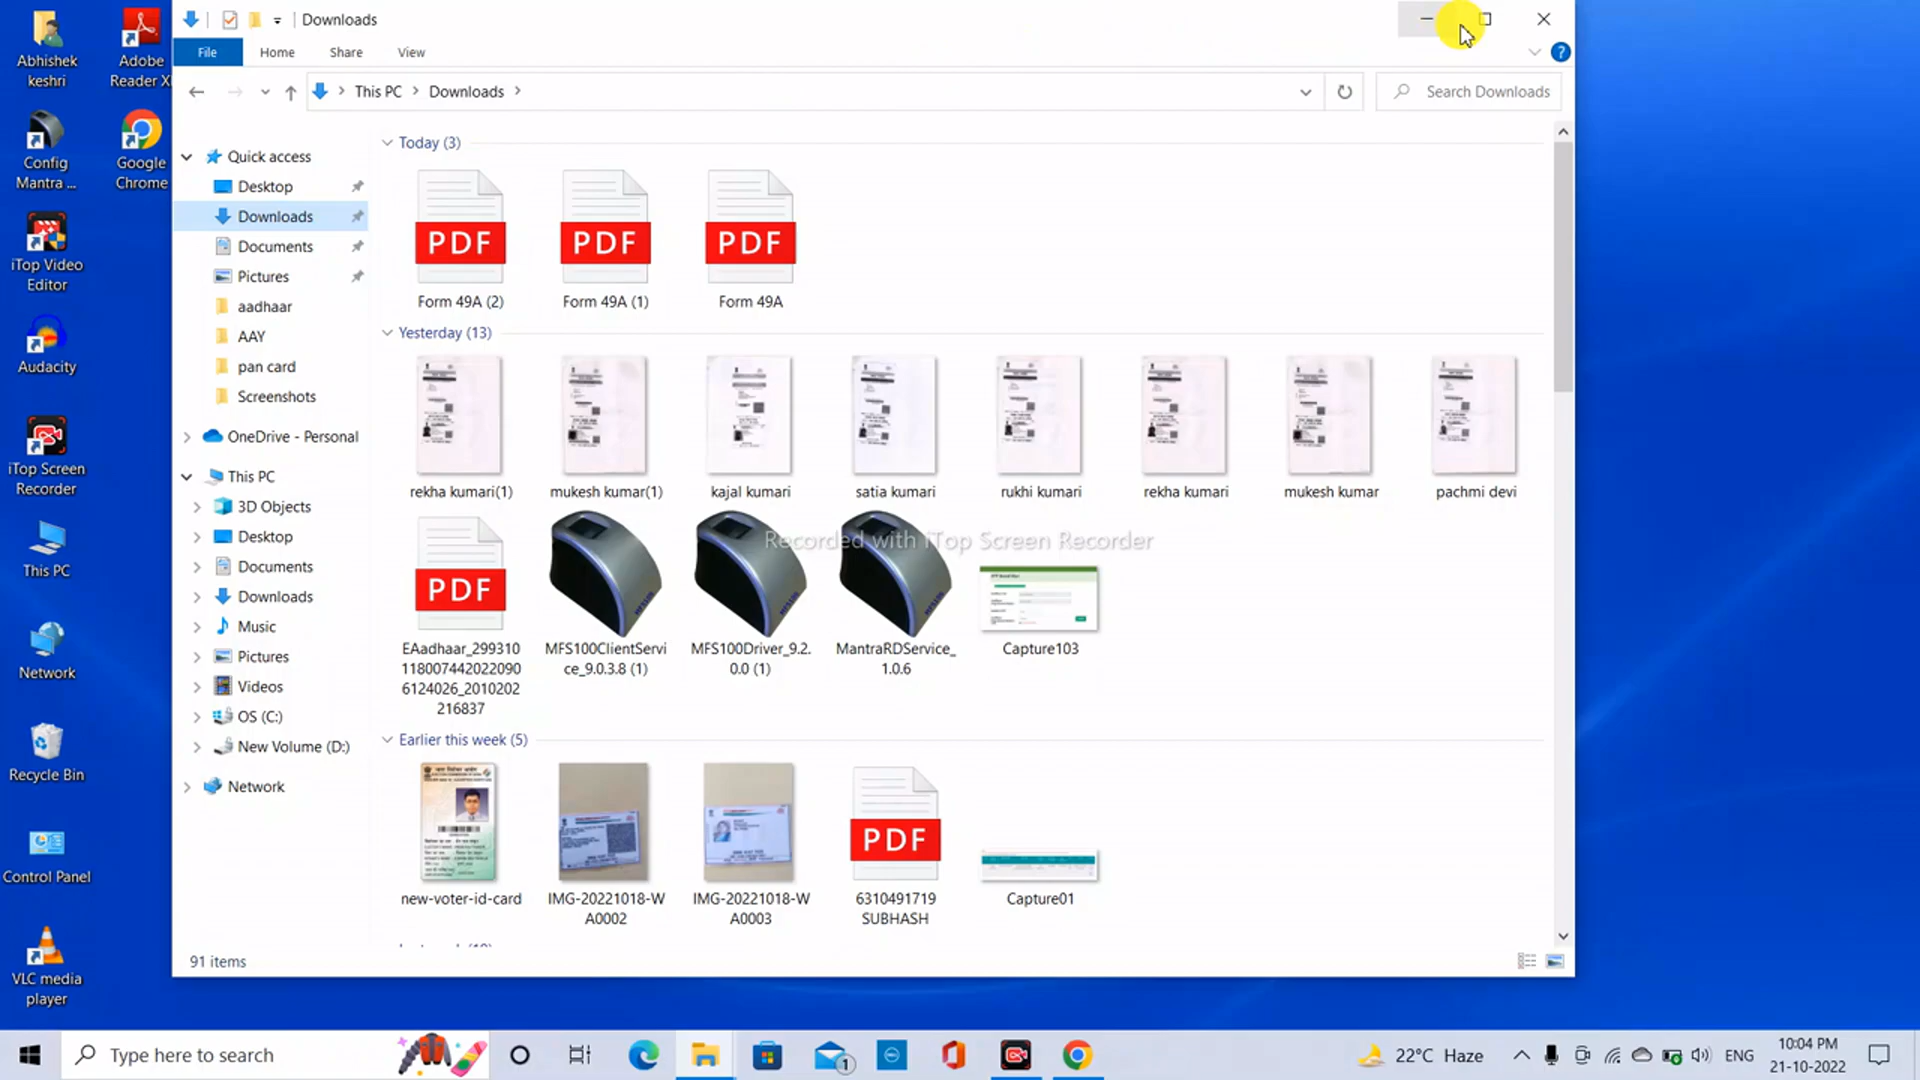 Downloads
File
Home
Share
View
This PC
Downloads
Search Downloads
Abhishek
keshri
Adobe
Reader X
Config
Mantra ...
Google
Chrome
iTop Video
Editor
Audacity
iTop Screen
Recorder
This PC
Network
Recycle Bin
Control Panel
VLC media
player
Quick access
Desktop
Downloads
Documents
Pictures
aadhaar
AAY
pan card
Screenshots
OneDrive - Personal
This PC
3D Objects
Desktop
Documents
Downloads
Music
Pictures
Videos
OS (C:)
New Volume (D:)
Network
Today (3)
PDF
PDF
PDF
Form 49A (2)
Form 49A (1)
Form 49A
Yesterday (13)
rekha kumari(1)
mukesh kumar(1)
kajal kumari
satia kumari
rukhi kumari
rekha kumari
mukesh kumar
pachmi devi
Recorded with iTop Screen Recorder
PDF
MFS100
MFS100
MFS100
EAadhaar_299310
118007442022090
6124026_2010202
216837
MFS100ClientServi
ce_9.0.3.8 (1)
MFS100Driver_9.2.
0.0 (1)
MantraRDService_
1.0.6
Capture103
Earlier this week (5)
PDF
new-voter-id-card
IMG-20221018-W
A0002
IMG-20221018-W
A0003
6310491719
SUBHASH
Capture01
91 items
Type here to search
1
22°C Haze
ENG
10:04 PM
21-10-2022